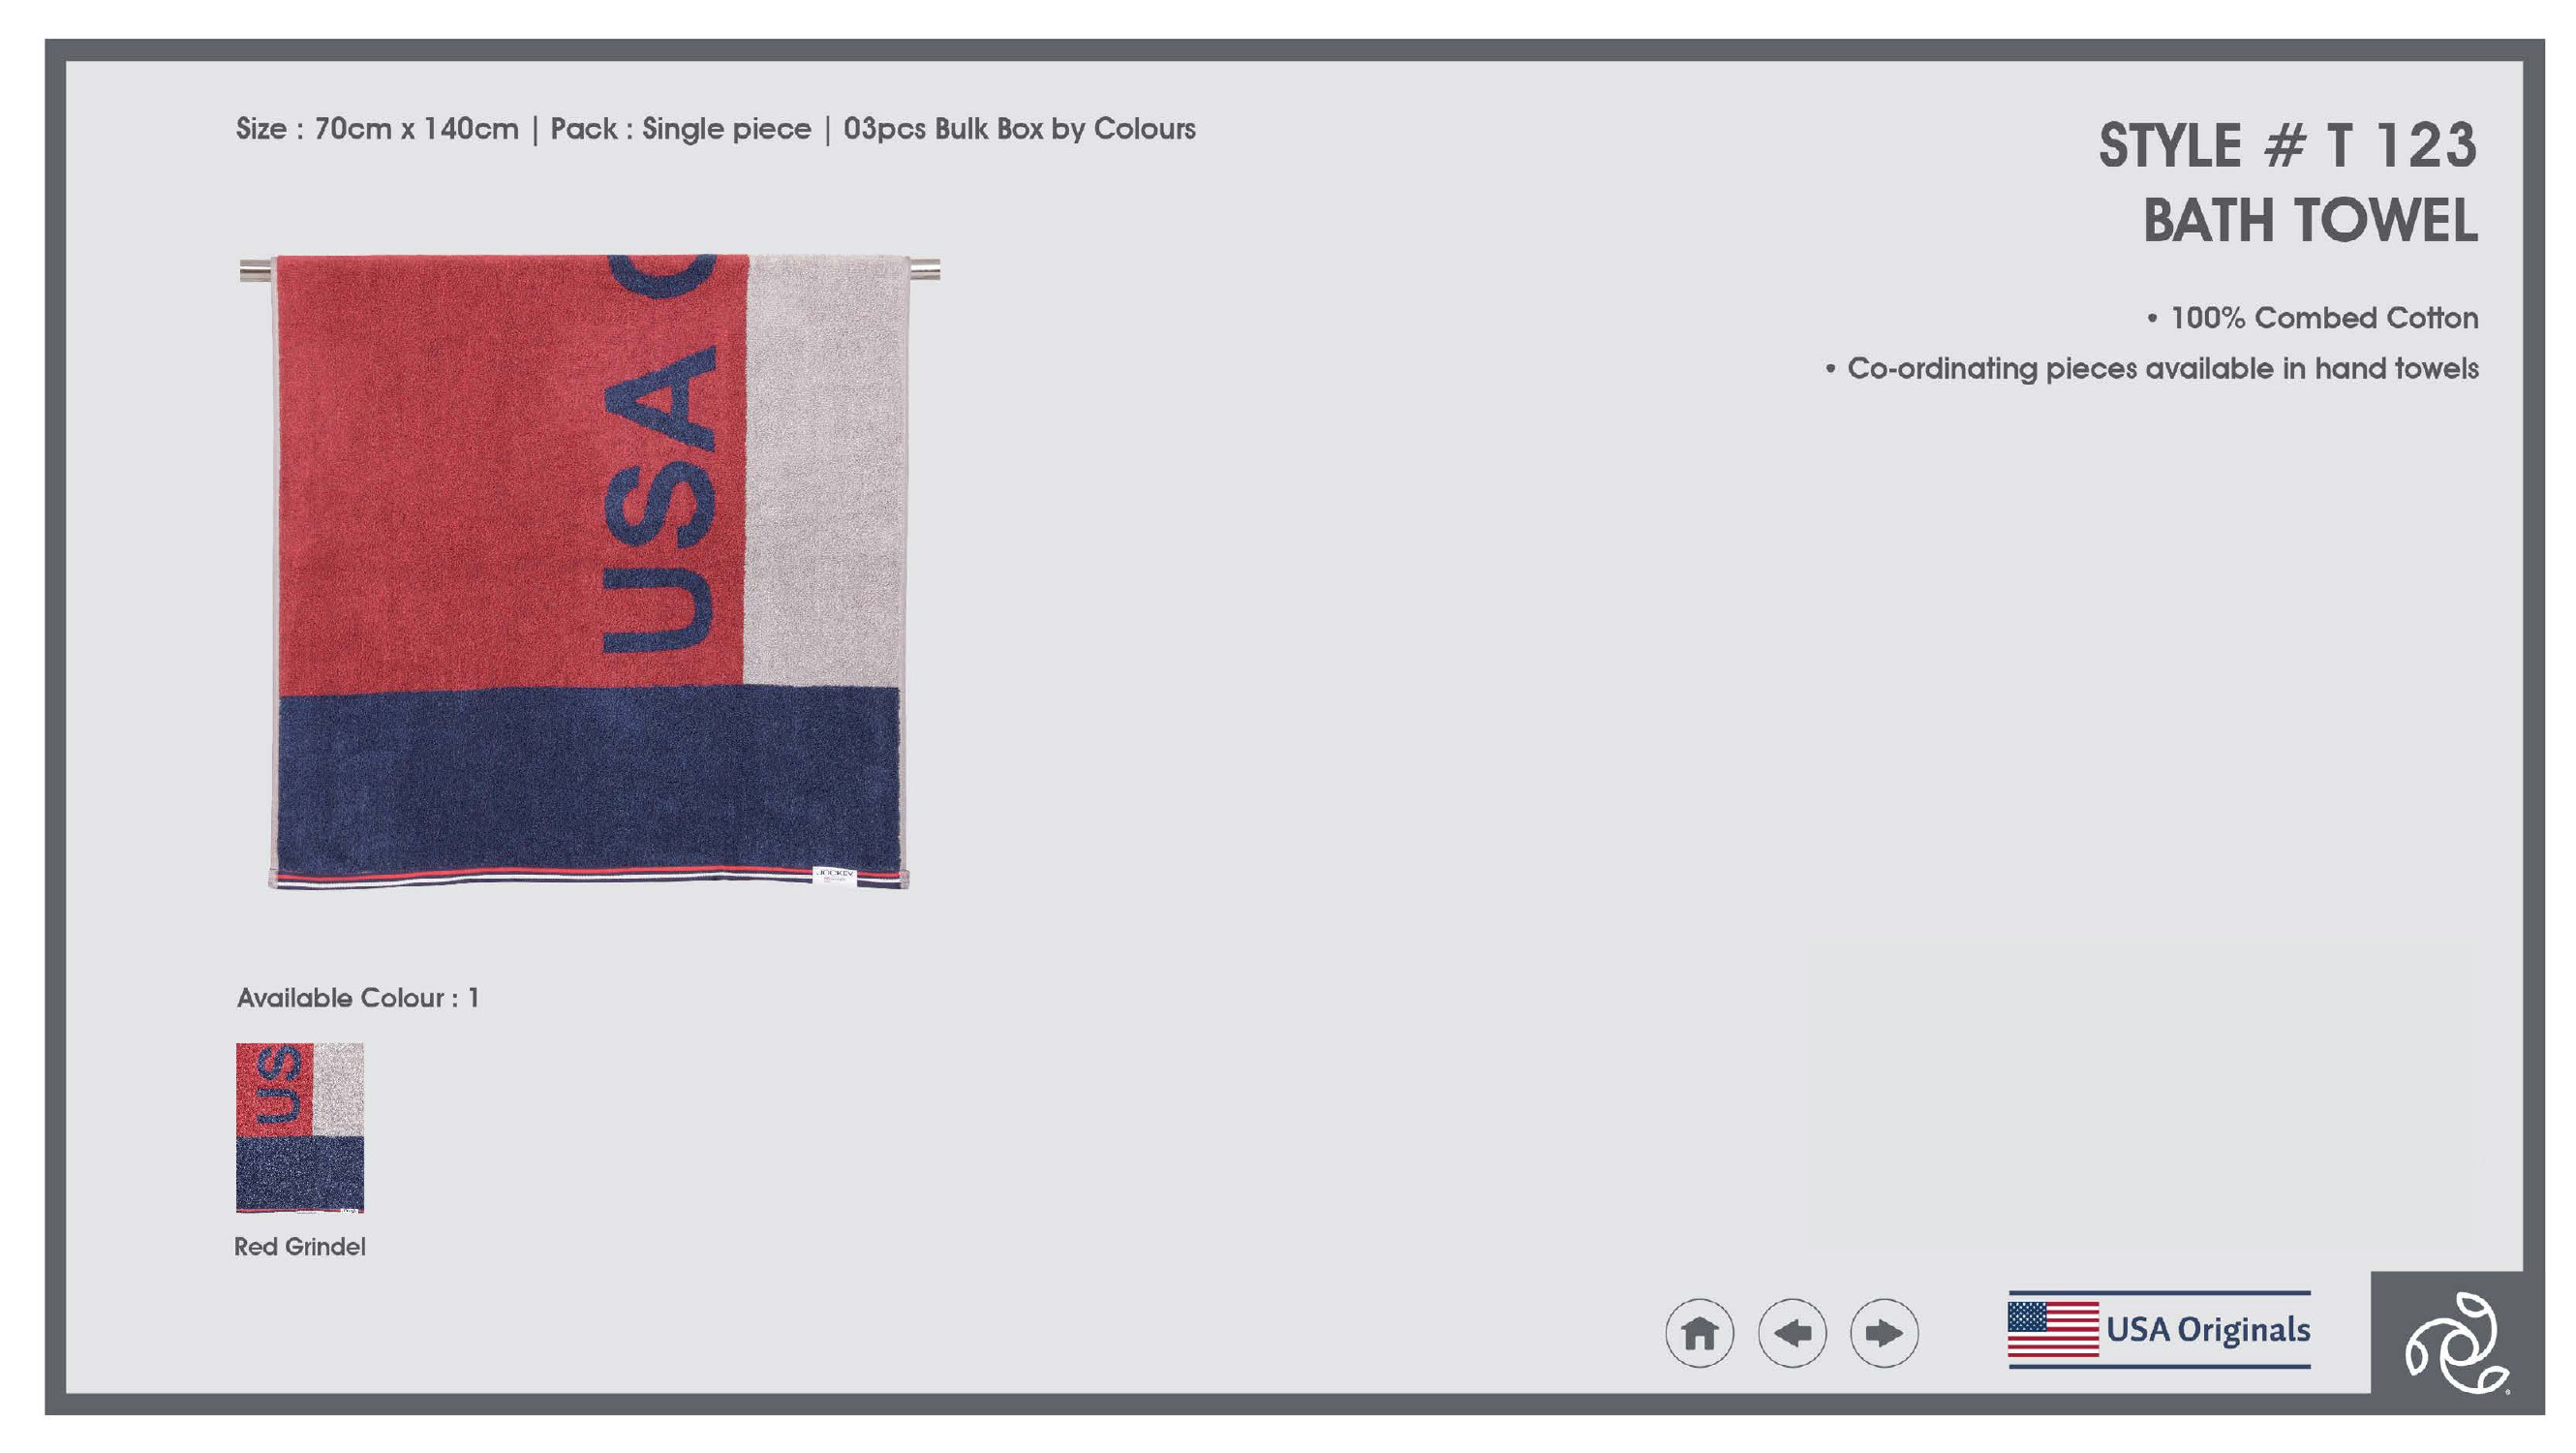 Size : 70cm x 140cm | Pack : Single piece | 03pcs Bulk Box by Colours
STYLE # T 123
BATH TOWEL
• 100% Combed Cotton
• Co-ordinating pieces available in hand towels
USA
JOCKEY
Available Colour : 1
US
Red Grindel
USA Originals